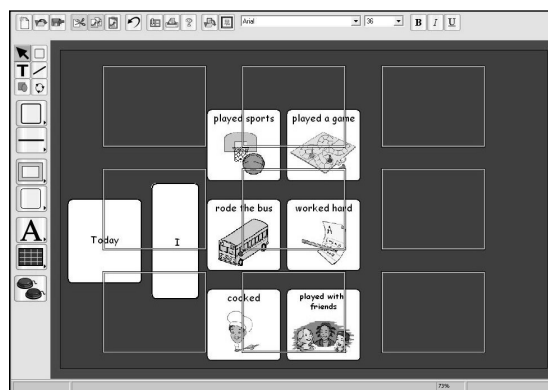 Arial 36 B I U
played sports played a game
rode the bus worked hard
Today I
cooked played with
friends
73%